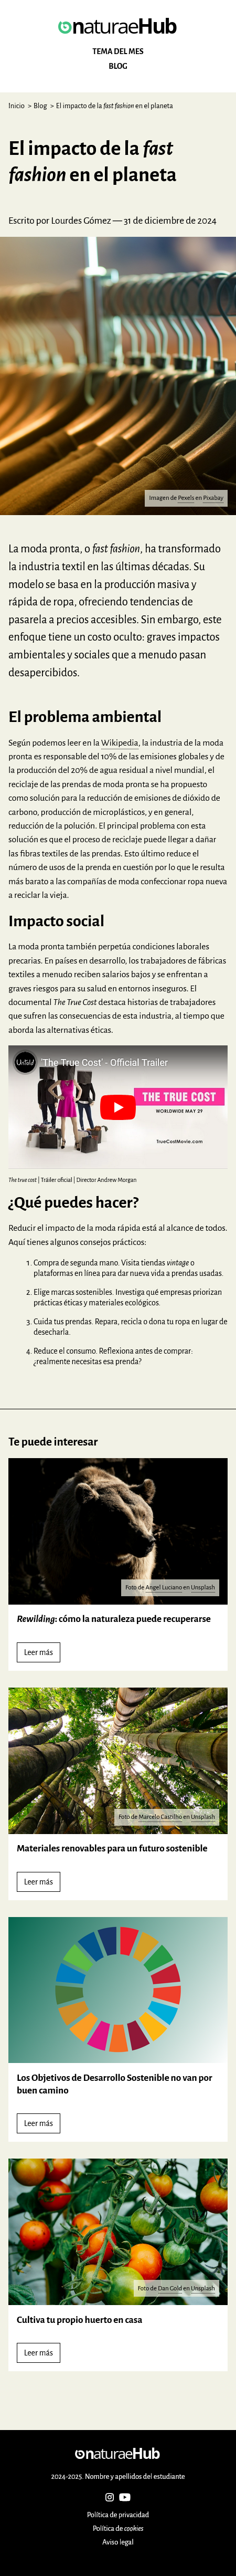 naturaeHub
TEMA DEL MES
BLOG
Inicio > Blog > El impacto de la fast fashion en el planeta
El impacto de la fast
fashion en el planeta
Escrito por Lourdes Gómez — 31 de diciembre de 2024
Imagen de Pexels en Pixabay
La moda pronta, o fast fashion, ha transformado
la industria textil en las últimas décadas. Su
modelo se basa en la producción masiva y
rápida de ropa, ofreciendo tendencias de
pasarela a precios accesibles. Sin embargo, este
enfoque tiene un costo oculto: graves impactos
ambientales y sociales que a menudo pasan
desapercibidos.
El problema ambiental
Según podemos leer en la Wikipedia, la industria de la moda
pronta es responsable del 10% de las emisiones globales y de
la producción del 20% de agua residual a nivel mundial, el
reciclaje de las prendas de moda pronta se ha propuesto
como solución para la reducción de emisiones de dióxido de
carbono, producción de microplásticos, y en general,
reducción de la polución. El principal problema con esta
solución es que el proceso de reciclaje puede llegar a dañar
las fibras textiles de las prendas. Esto último reduce el
número de usos de la prenda en cuestión por lo que le resulta
más barato a las compañías de moda confeccionar ropa nueva
a reciclar la vieja.
Impacto social
La moda pronta también perpetúa condiciones laborales
precarias. En países en desarrollo, los trabajadores de fábricas
textiles a menudo reciben salarios bajos y se enfrentan a
graves riesgos para su salud en entornos inseguros. El
documental The True Cost destaca historias de trabajadores
que sufren las consecuencias de esta industria, al tiempo que
aborda las alternativas éticas.
Untold
'The True Cost' - Official Trailer
THE TRUE COST
WORLDWIDE MAY 29
TrueCostMovie.com
The true cost | Tráiler oficial | Director Andrew Morgan
¿Qué puedes hacer?
Reducir el impacto de la moda rápida está al alcance de todos.
Aquí tienes algunos consejos prácticos:
1. Compra de segunda mano. Visita tiendas vintage o
plataformas en línea para dar nueva vida a prendas usadas.
2. Elige marcas sostenibles. Investiga qué empresas priorizan
prácticas éticas y materiales ecológicos.
3. Cuida tus prendas. Repara, recicla o dona tu ropa en lugar de
desecharla.
4. Reduce el consumo. Reflexiona antes de comprar:
¿realmente necesitas esa prenda?
Te puede interesar
Foto de Angel Luciano en Unsplash
Rewilding: cómo la naturaleza puede recuperarse
Leer más
Foto de Marcelo Castilho en Unsplash
Materiales renovables para un futuro sostenible
Leer más
Los Objetivos de Desarrollo Sostenible no van por
buen camino
Leer más
Foto de Dan Gold en Unsplash
Cultiva tu propio huerto en casa
Leer más
naturaeHub
2024-2025. Nombre y apellidos del estudiante
Política de privacidad
Política de cookies
Aviso legal